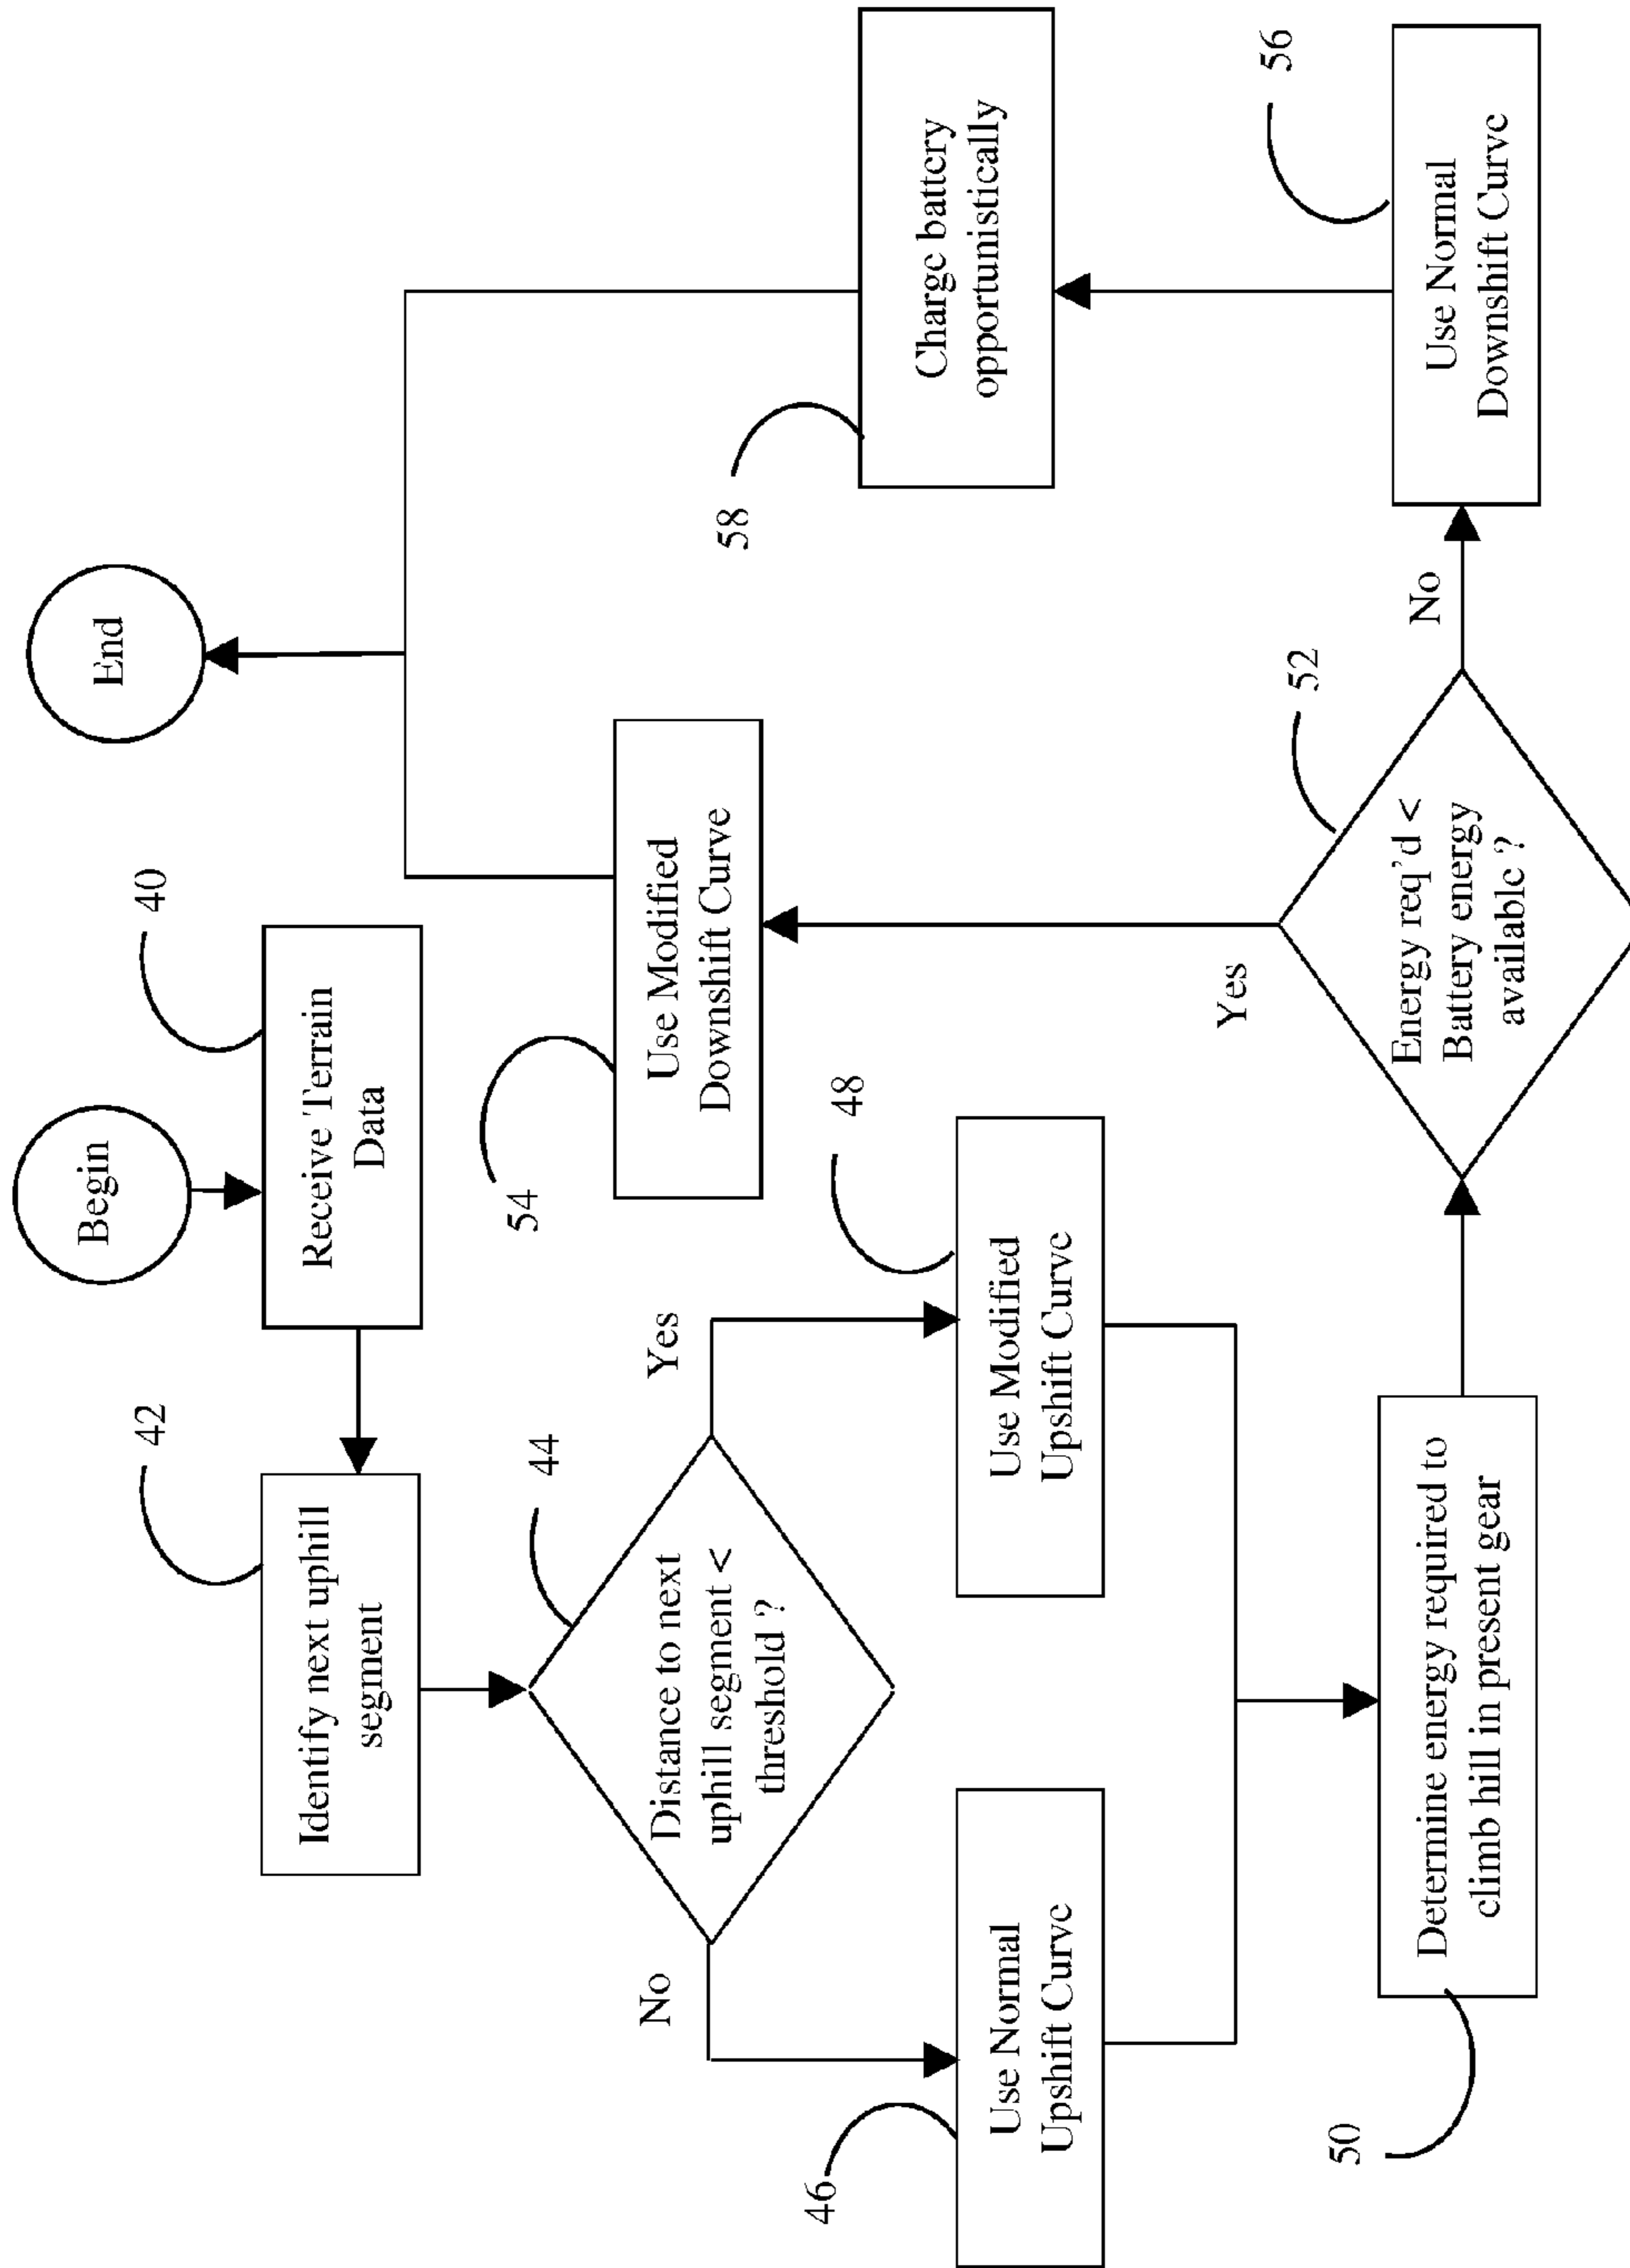 Begin
40
Receive Terrain
Data
42
Identify next uphill
segment
44
Distance to next
uphill segment <
threshold ?
No
Yes
46
Use Normal
Upshift Curve
48
Use Modified
Upshift Curve
50
Determine energy required to
climb hill in present gear
52
Energy req'd <
Battery energy
available ?
Yes
No
54
Use Modified
Downshift Curve
56
Use Normal
Downshift Curve
58
Charge battery
opportunistically
End